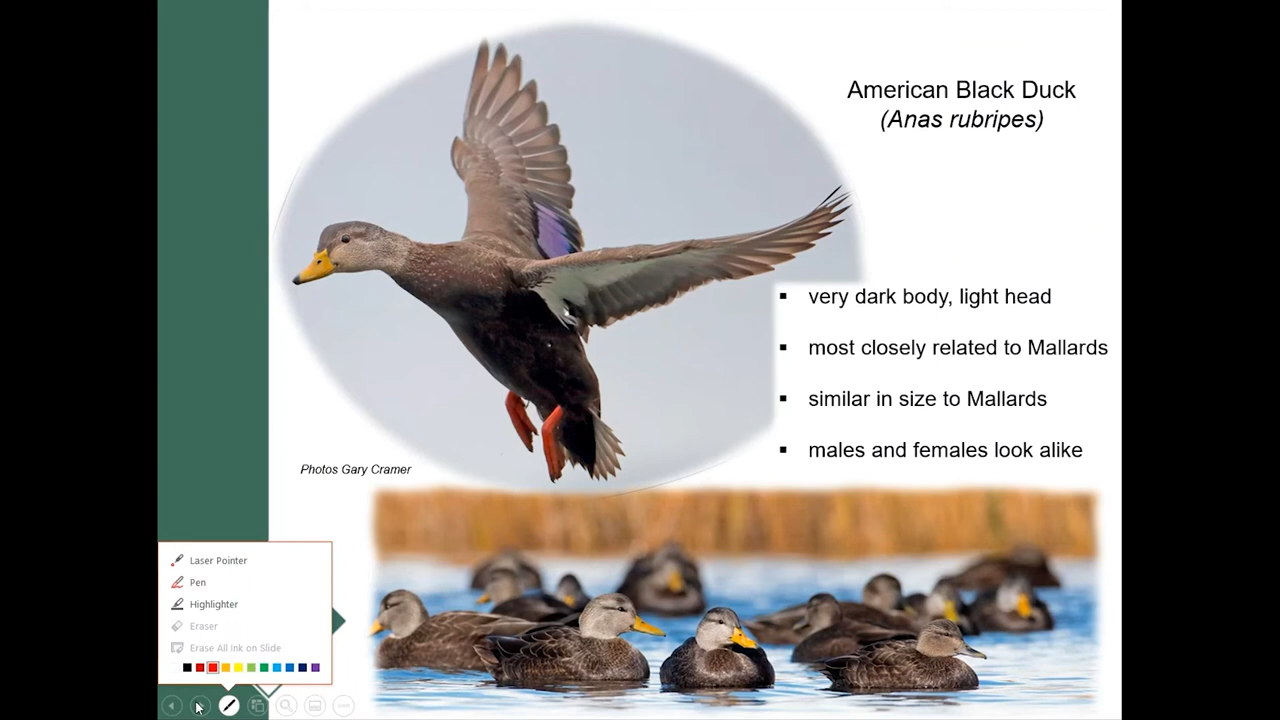 American Black Duck
(Anas rubripes)
▪ very dark body, light head
▪ most closely related to Mallards
▪ similar in size to Mallards
▪ males and females look alike
Photos Gary Cramer
Laser Pointer
Pen
Highlighter
Eraser
Erase All Ink on Slide